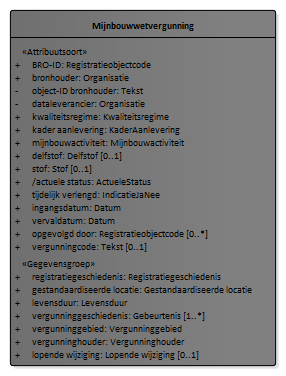 Mijnbouwwetvergunning
«Attribuutsoort»
+ BRO-ID: Registratieobjectcode
+ bronhouder: Organisatie
- object-ID bronhouder: Tekst
- dataleverancier: Organisatie
+ kwaliteitsregime: Kwaliteitsregime
+ kader aanlevering: KaderAanlevering
+ mijnbouwactiviteit: Mijnbouwactiviteit
+ delfstof: Delfstof [0..1]
+ stof: Stof [0..1]
+ /actuele status: ActueleStatus
+ tijdelijk verlengd: IndicatieJaNee
+ ingangsdatum: Datum
+ vervaldatum: Datum
+ opgevolgd door: Registratieobjectcode [0..*]
+ vergunningcode: Tekst [0..1]
«Gegevensgroep»
+ registratiegeschiedenis: Registratiegeschiedenis
+ gestandaardiseerde locatie: Gestandaardiseerde locatie
+ levensduur: Levensduur
+ vergunninggeschiedenis: Gebeurtenis [1..*]
+ vergunninggebied: Vergunninggebied
+ vergunninghouder: Vergunninghouder
+ lopende wijziging: Lopende wijziging [0..1]